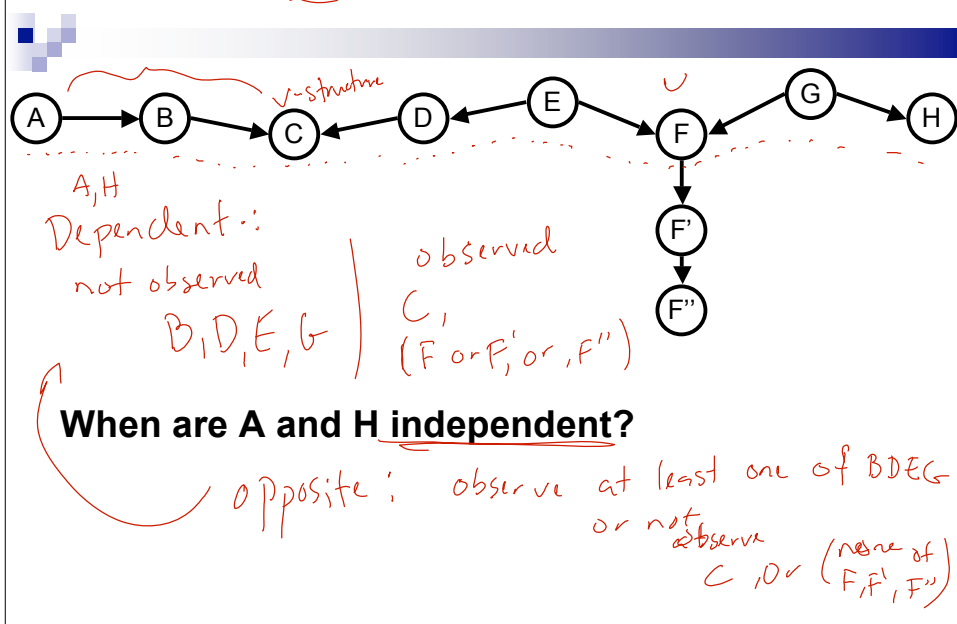 v-structure
A
B
C
D
E
F
G
H
A, H
Dependent :
not observed
B, D, E, G
observed
C,
(F or F', or, F'')
F'
F''
When are A and H independent?
opposite : observe at least one of BDEG
or not
observe
C, or (none of
F, F', F'')